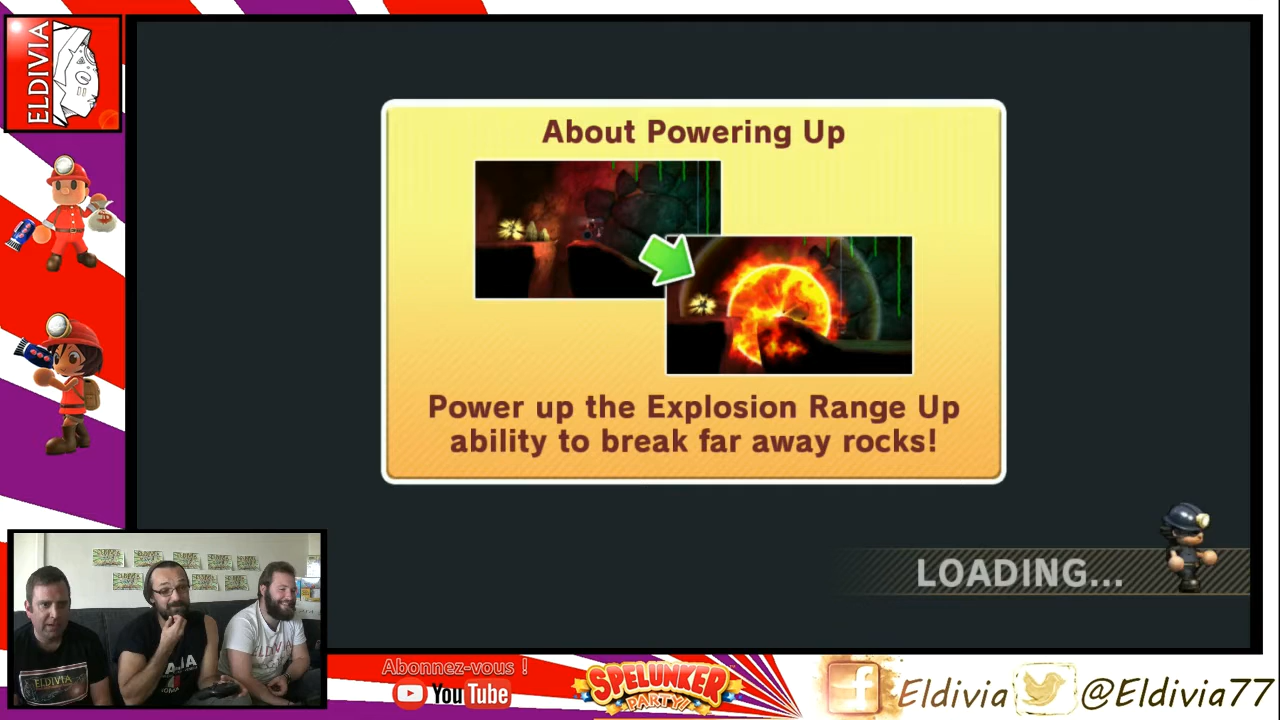 ELDIVIA
About Powering Up
Power up the Explosion Range Up
ability to break far away rocks!
LOADING...
ELDIVIA
Abonnez-vous !
YouTube
SPELUNKER
PARTY!
Eldivia
@Eldivia77